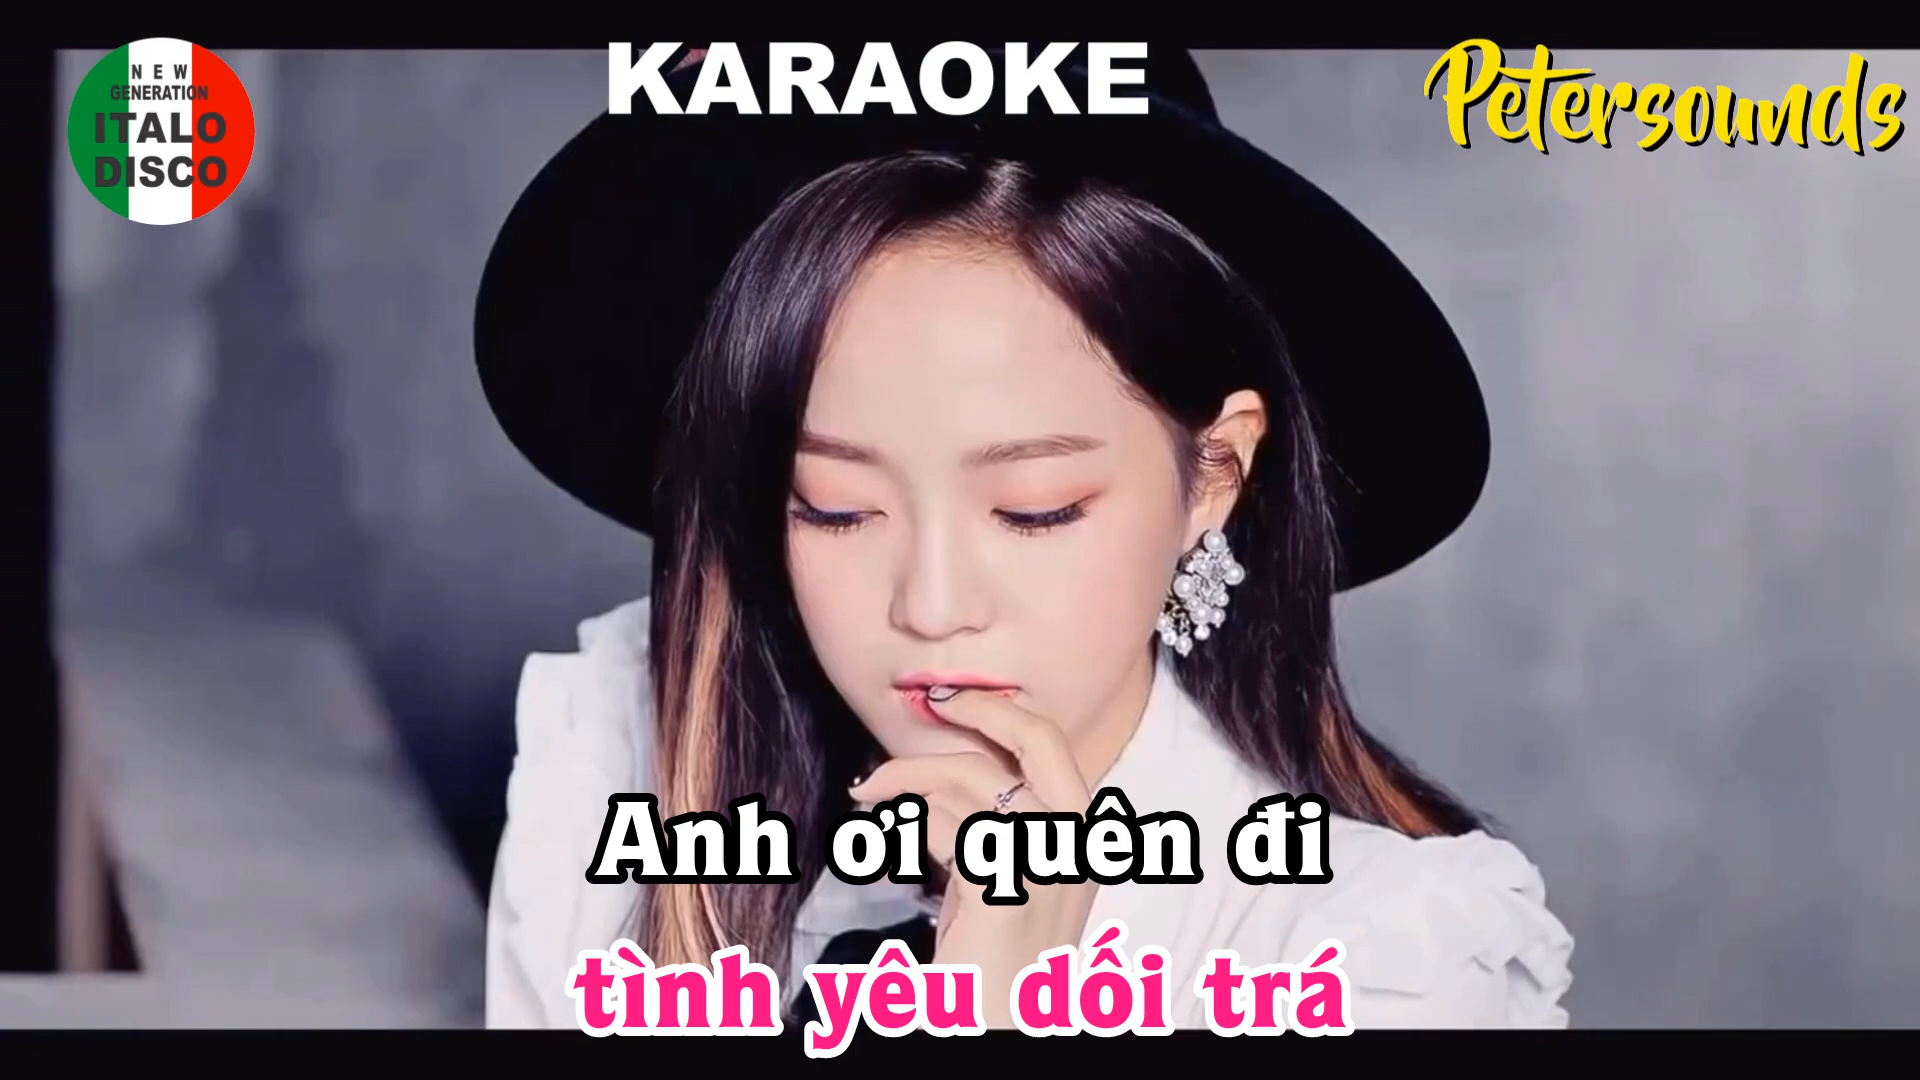 NEW
GENERATION
ITALO
DISCO
KARAOKE
Petersounds
Anh ơi quên đi
tình yêu dối trá